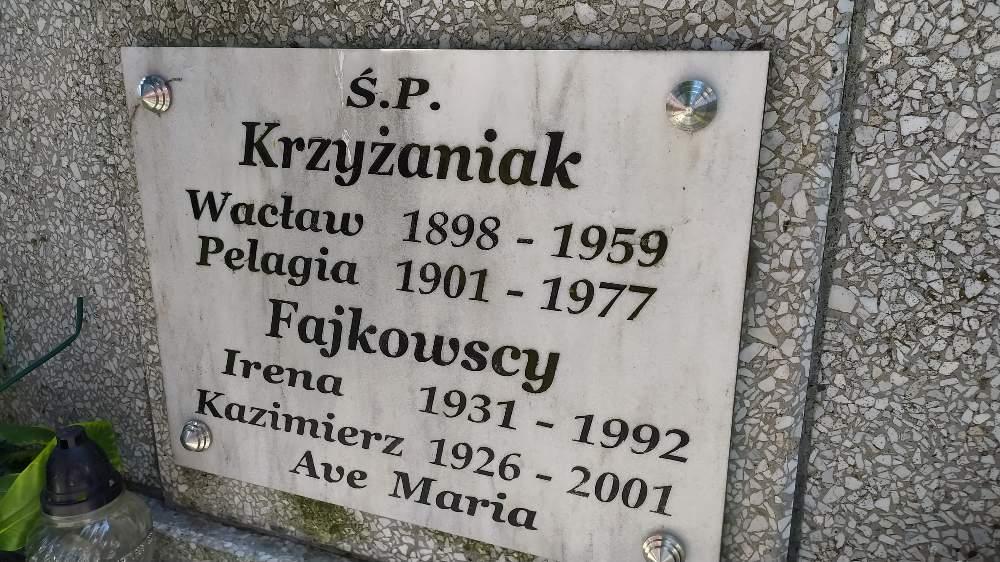 Ś.P.
Krzyżaniak
Wacław 1898 - 1959
Pelagia 1901 - 1977
Fajkowscy
Irena 1931 - 1992
Kazimierz 1926 - 2001
Ave Maria